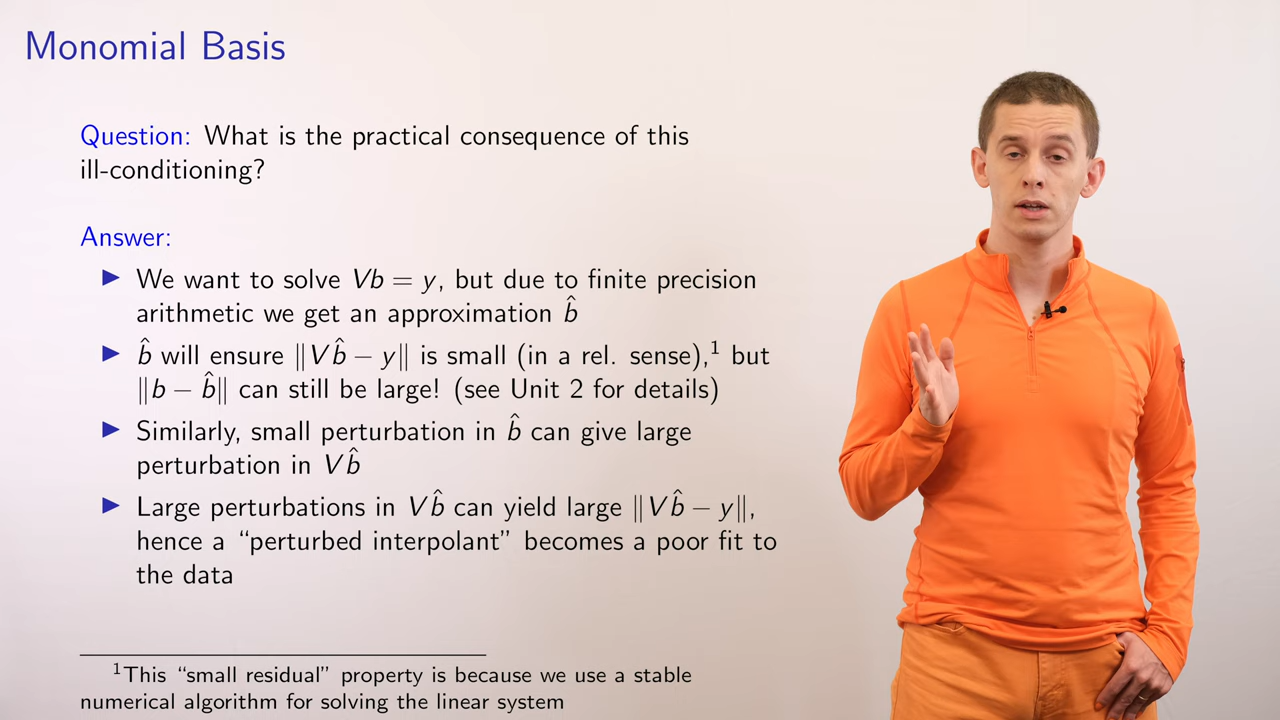 Monomial Basis
Question: What is the practical consequence of this
ill-conditioning?
Answer:
▶ We want to solve Vb = y, but due to finite precision
arithmetic we get an approximation b̂
▶ b̂ will ensure ‖Vb̂ − y‖ is small (in a rel. sense),¹ but
‖b − b̂‖ can still be large! (see Unit 2 for details)
▶ Similarly, small perturbation in b̂ can give large
perturbation in Vb̂
▶ Large perturbations in Vb̂ can yield large ‖Vb̂ − y‖,
hence a “perturbed interpolant” becomes a poor fit to
the data
¹This “small residual” property is because we use a stable
numerical algorithm for solving the linear system